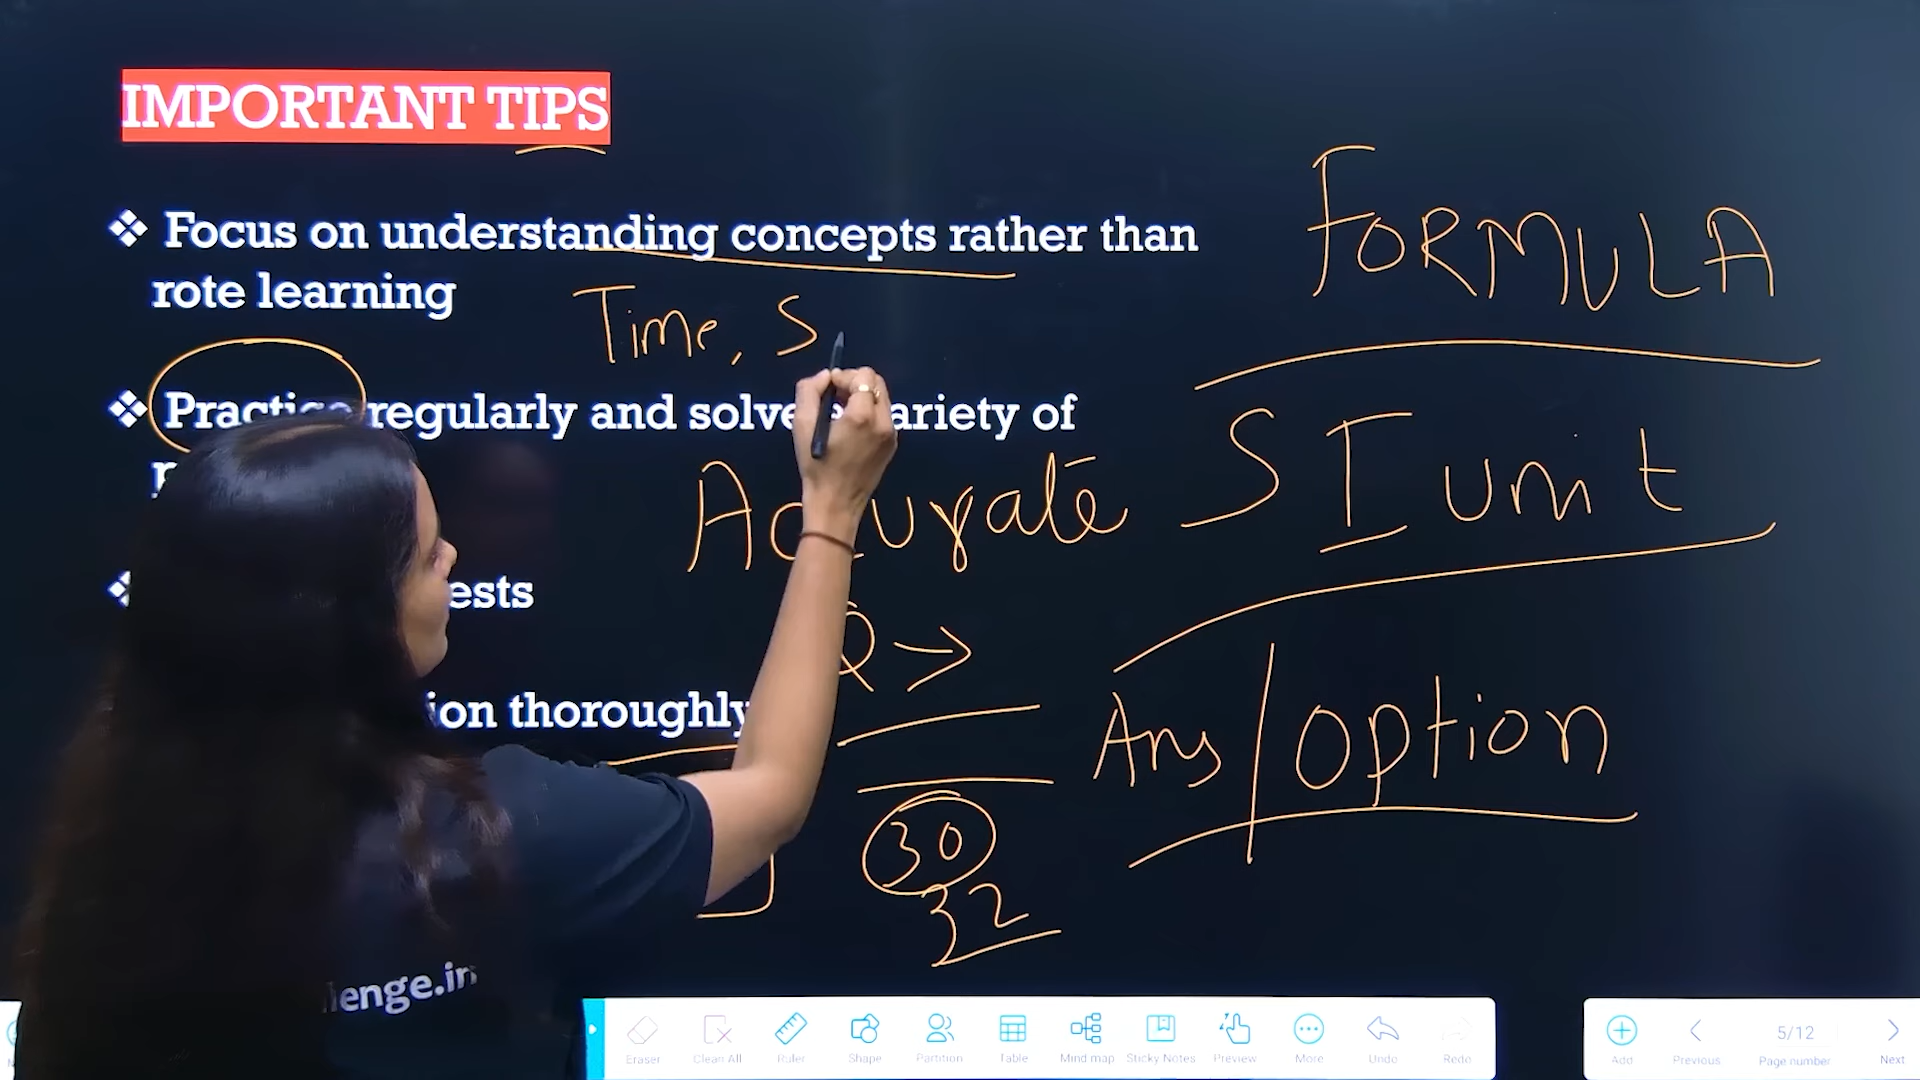 IMPORTANT TIPS
❖ Focus on understanding concepts rather than
rote learning
Time, S
❖ Practice regularly and solve variety of
Accurate
ests
Q →
ion thoroughly
30
32
FORMULA
SI unit
Ans/option
lenge.in
Eraser Clean All Ruler Shape Partition Table Mind map Sticky Notes Preview More Undo Redo
Add Previous 5/12 Page number Next